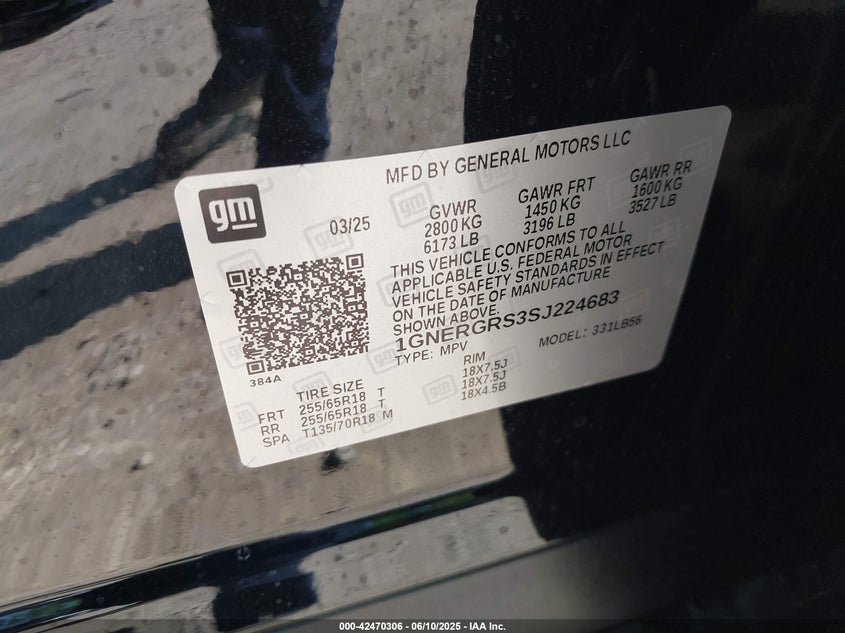 MFD BY GENERAL MOTORS LLC
gm
03/25
GVWR
2800 KG
6173 LB
GAWR FRT
1450 KG
3196 LB
GAWR RR
1600 KG
3527 LB
THIS VEHICLE CONFORMS TO ALL
APPLICABLE U.S. FEDERAL MOTOR
VEHICLE SAFETY STANDARDS IN EFFECT
ON THE DATE OF MANUFACTURE
SHOWN ABOVE.
1GNERGRS3SJ224683
TYPE: MPV
MODEL: 331LB56
384A
TIRE SIZE
RIM
FRT 255/65R18 T 18X7.5J
RR 255/65R18 T 18X7.5J
SPA T135/70R18 M 18X4.5B
000-42470306 - 06/10/2025 - IAA Inc.